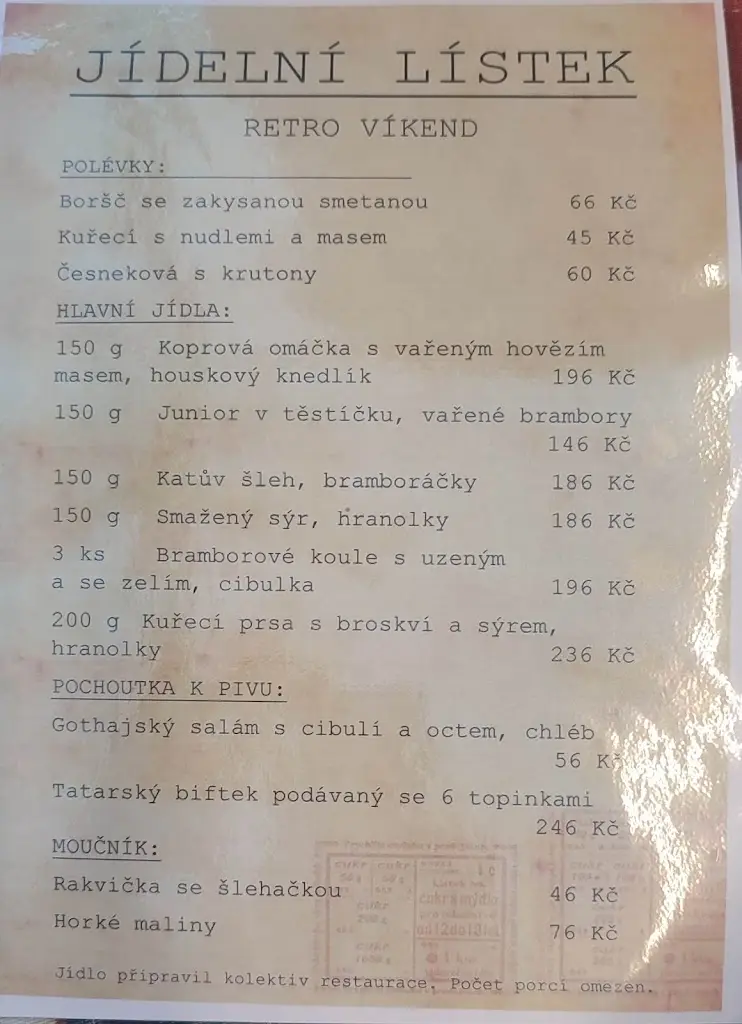 JÍDELNÍ LÍSTEK
RETRO VÍKEND
POLÉVKY:
Boršč se zakysanou smetanou 66 Kč
Kuřecí s nudlemi a masem 45 Kč
Česneková s krutony 60 Kč
HLAVNÍ JÍDLA:
150 g Koprová omáčka s vařeným hovězím
masem, houskový knedlík 196 Kč
150 g Junior v těstíčku, vařené brambory
146 Kč
150 g Katův šleh, bramboráčky 186 Kč
150 g Smažený sýr, hranolky 186 Kč
3 ks Bramborové koule s uzeným
a se zelím, cibulka 196 Kč
200 g Kuřecí prsa s broskví a sýrem,
hranolky 236 Kč
POCHOUTKA K PIVU:
Gothajský salám s cibulí a octem, chléb
56 Kč
Tatarský biftek podávaný se 6 topinkami
246 Kč
MOUČNÍK:
Rakvička se šlehačkou 46 Kč
Horké maliny 76 Kč
cukr cukr
cukr
cukr
Jídlo připravil kolektiv restaurace. Počet porcí omezen.